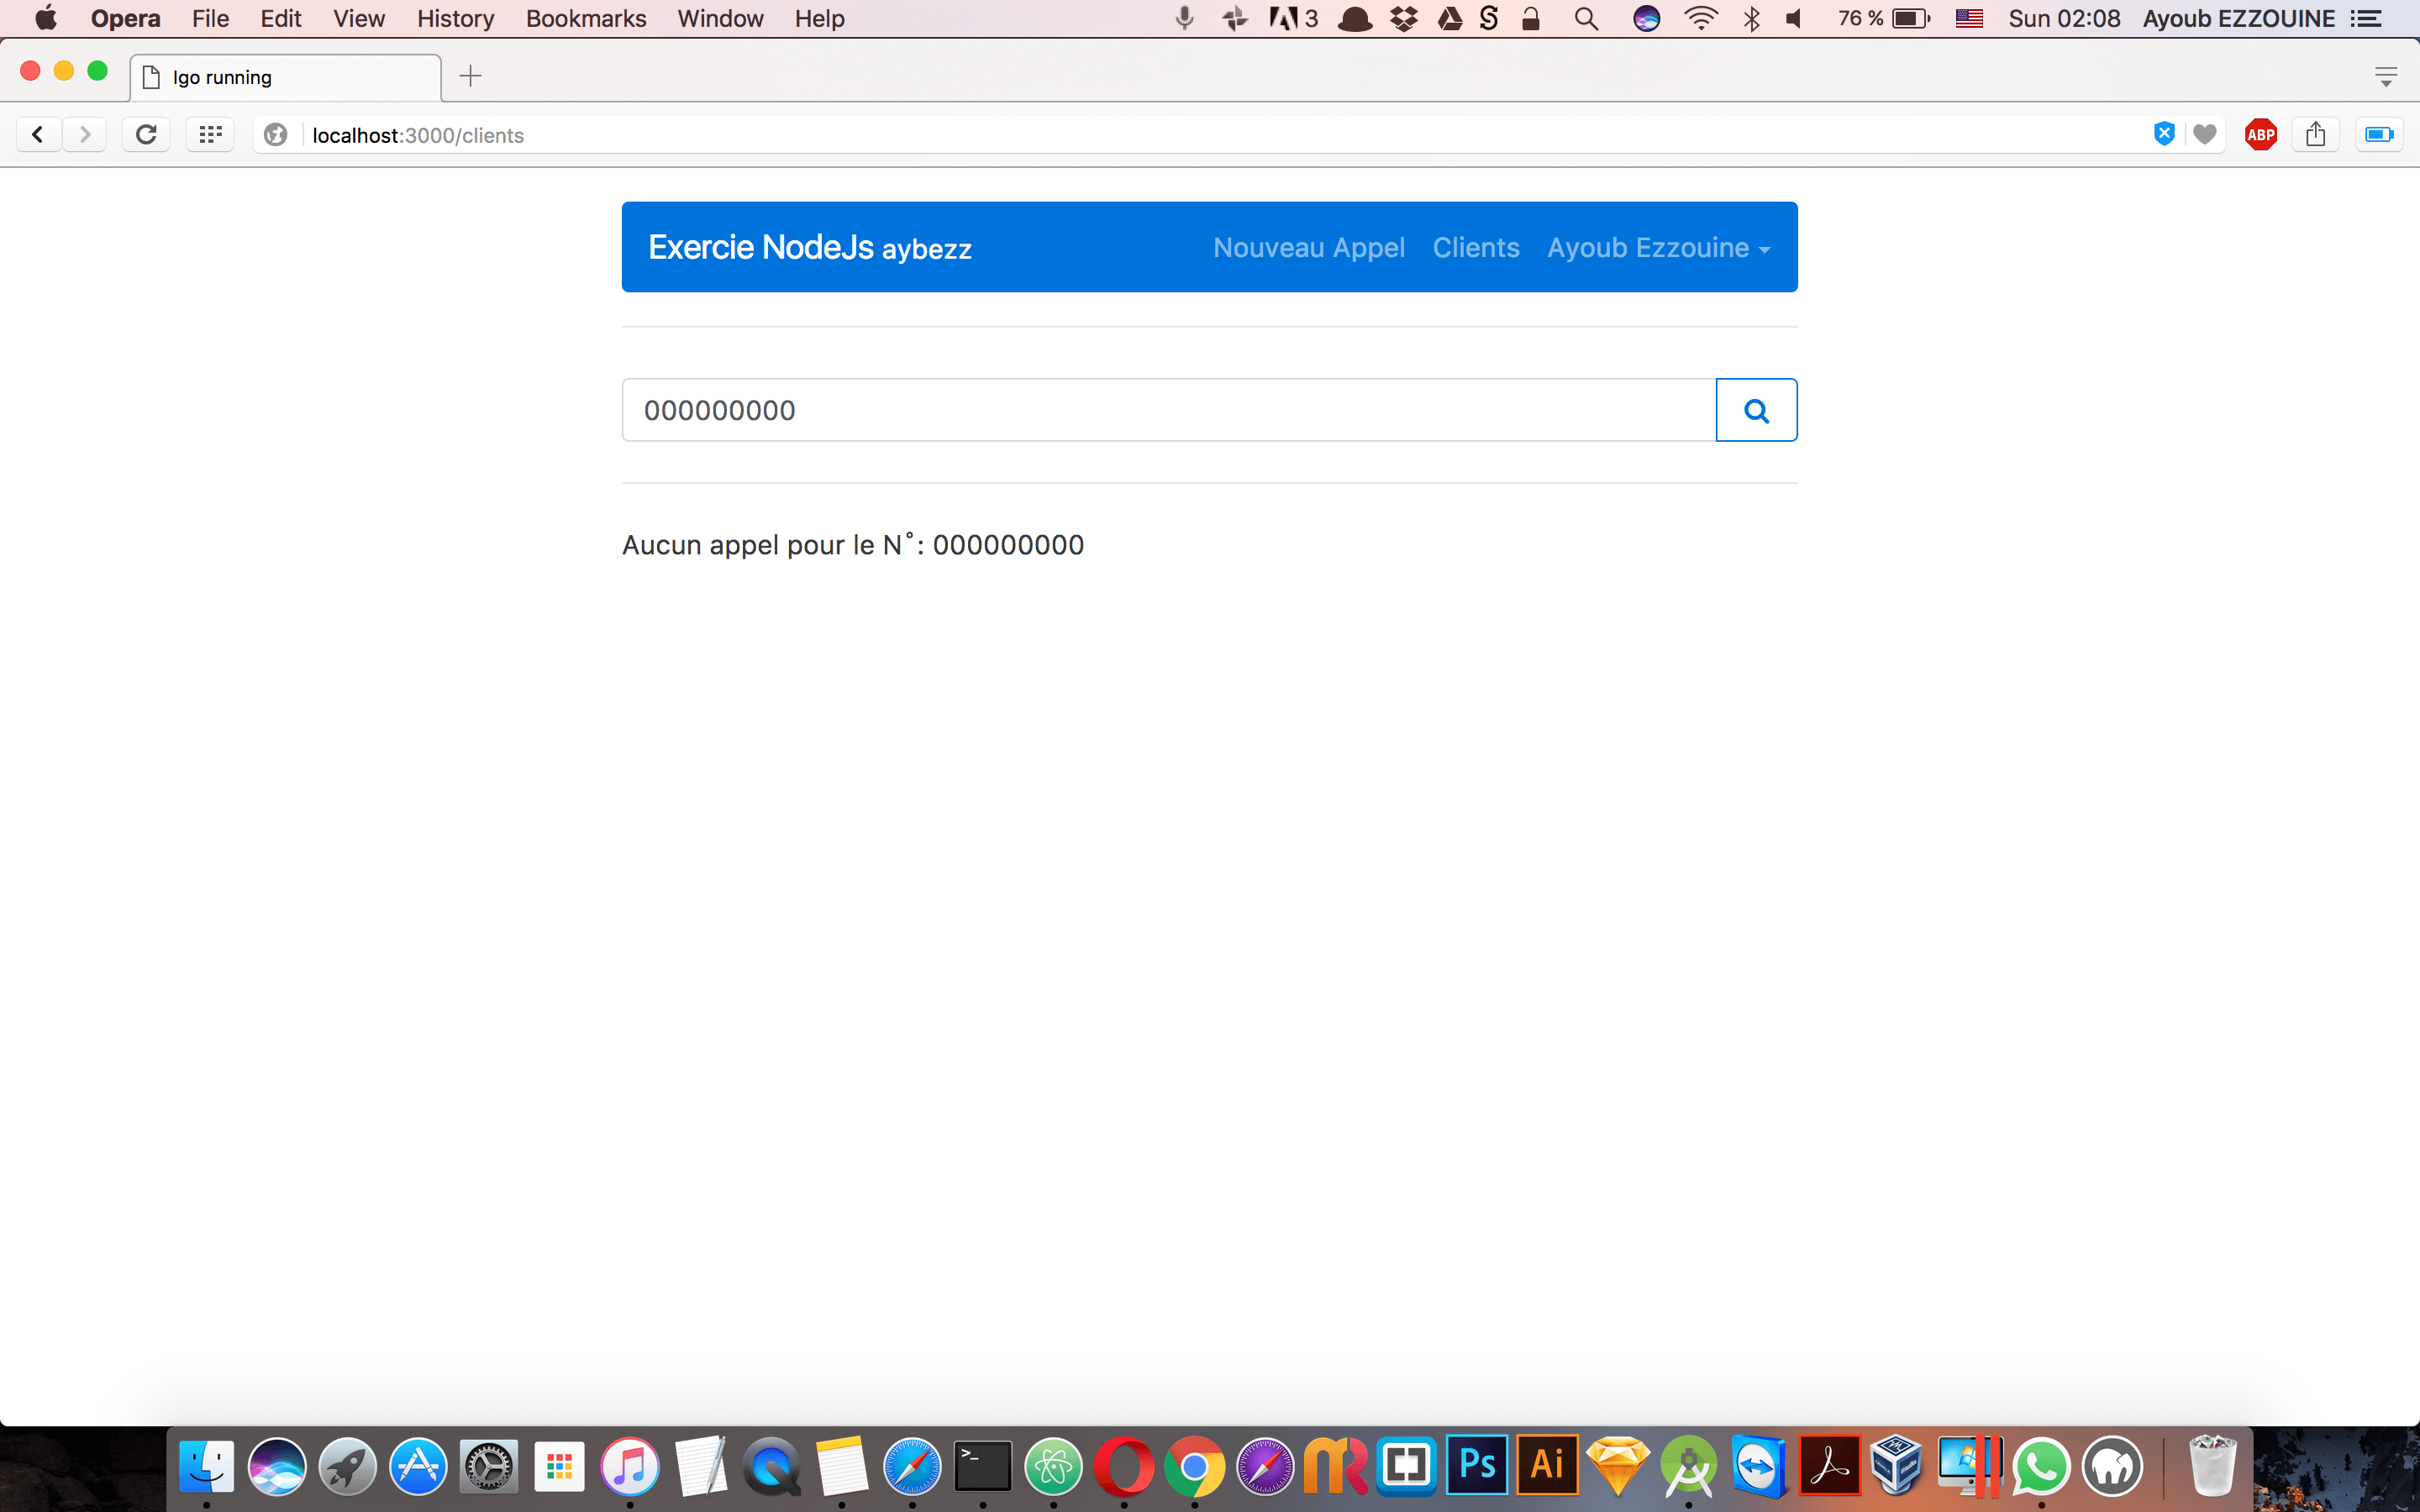 Opera File Edit View History Bookmarks Window Help 3 76 % Sun 02:08 Ayoub EZZOUINE
Igo running
localhost:3000/clients ABP
Exercie NodeJs aybezz Nouveau Appel Clients Ayoub Ezzouine
000000000
Aucun appel pour le N°: 000000000
>_ Ps Ai